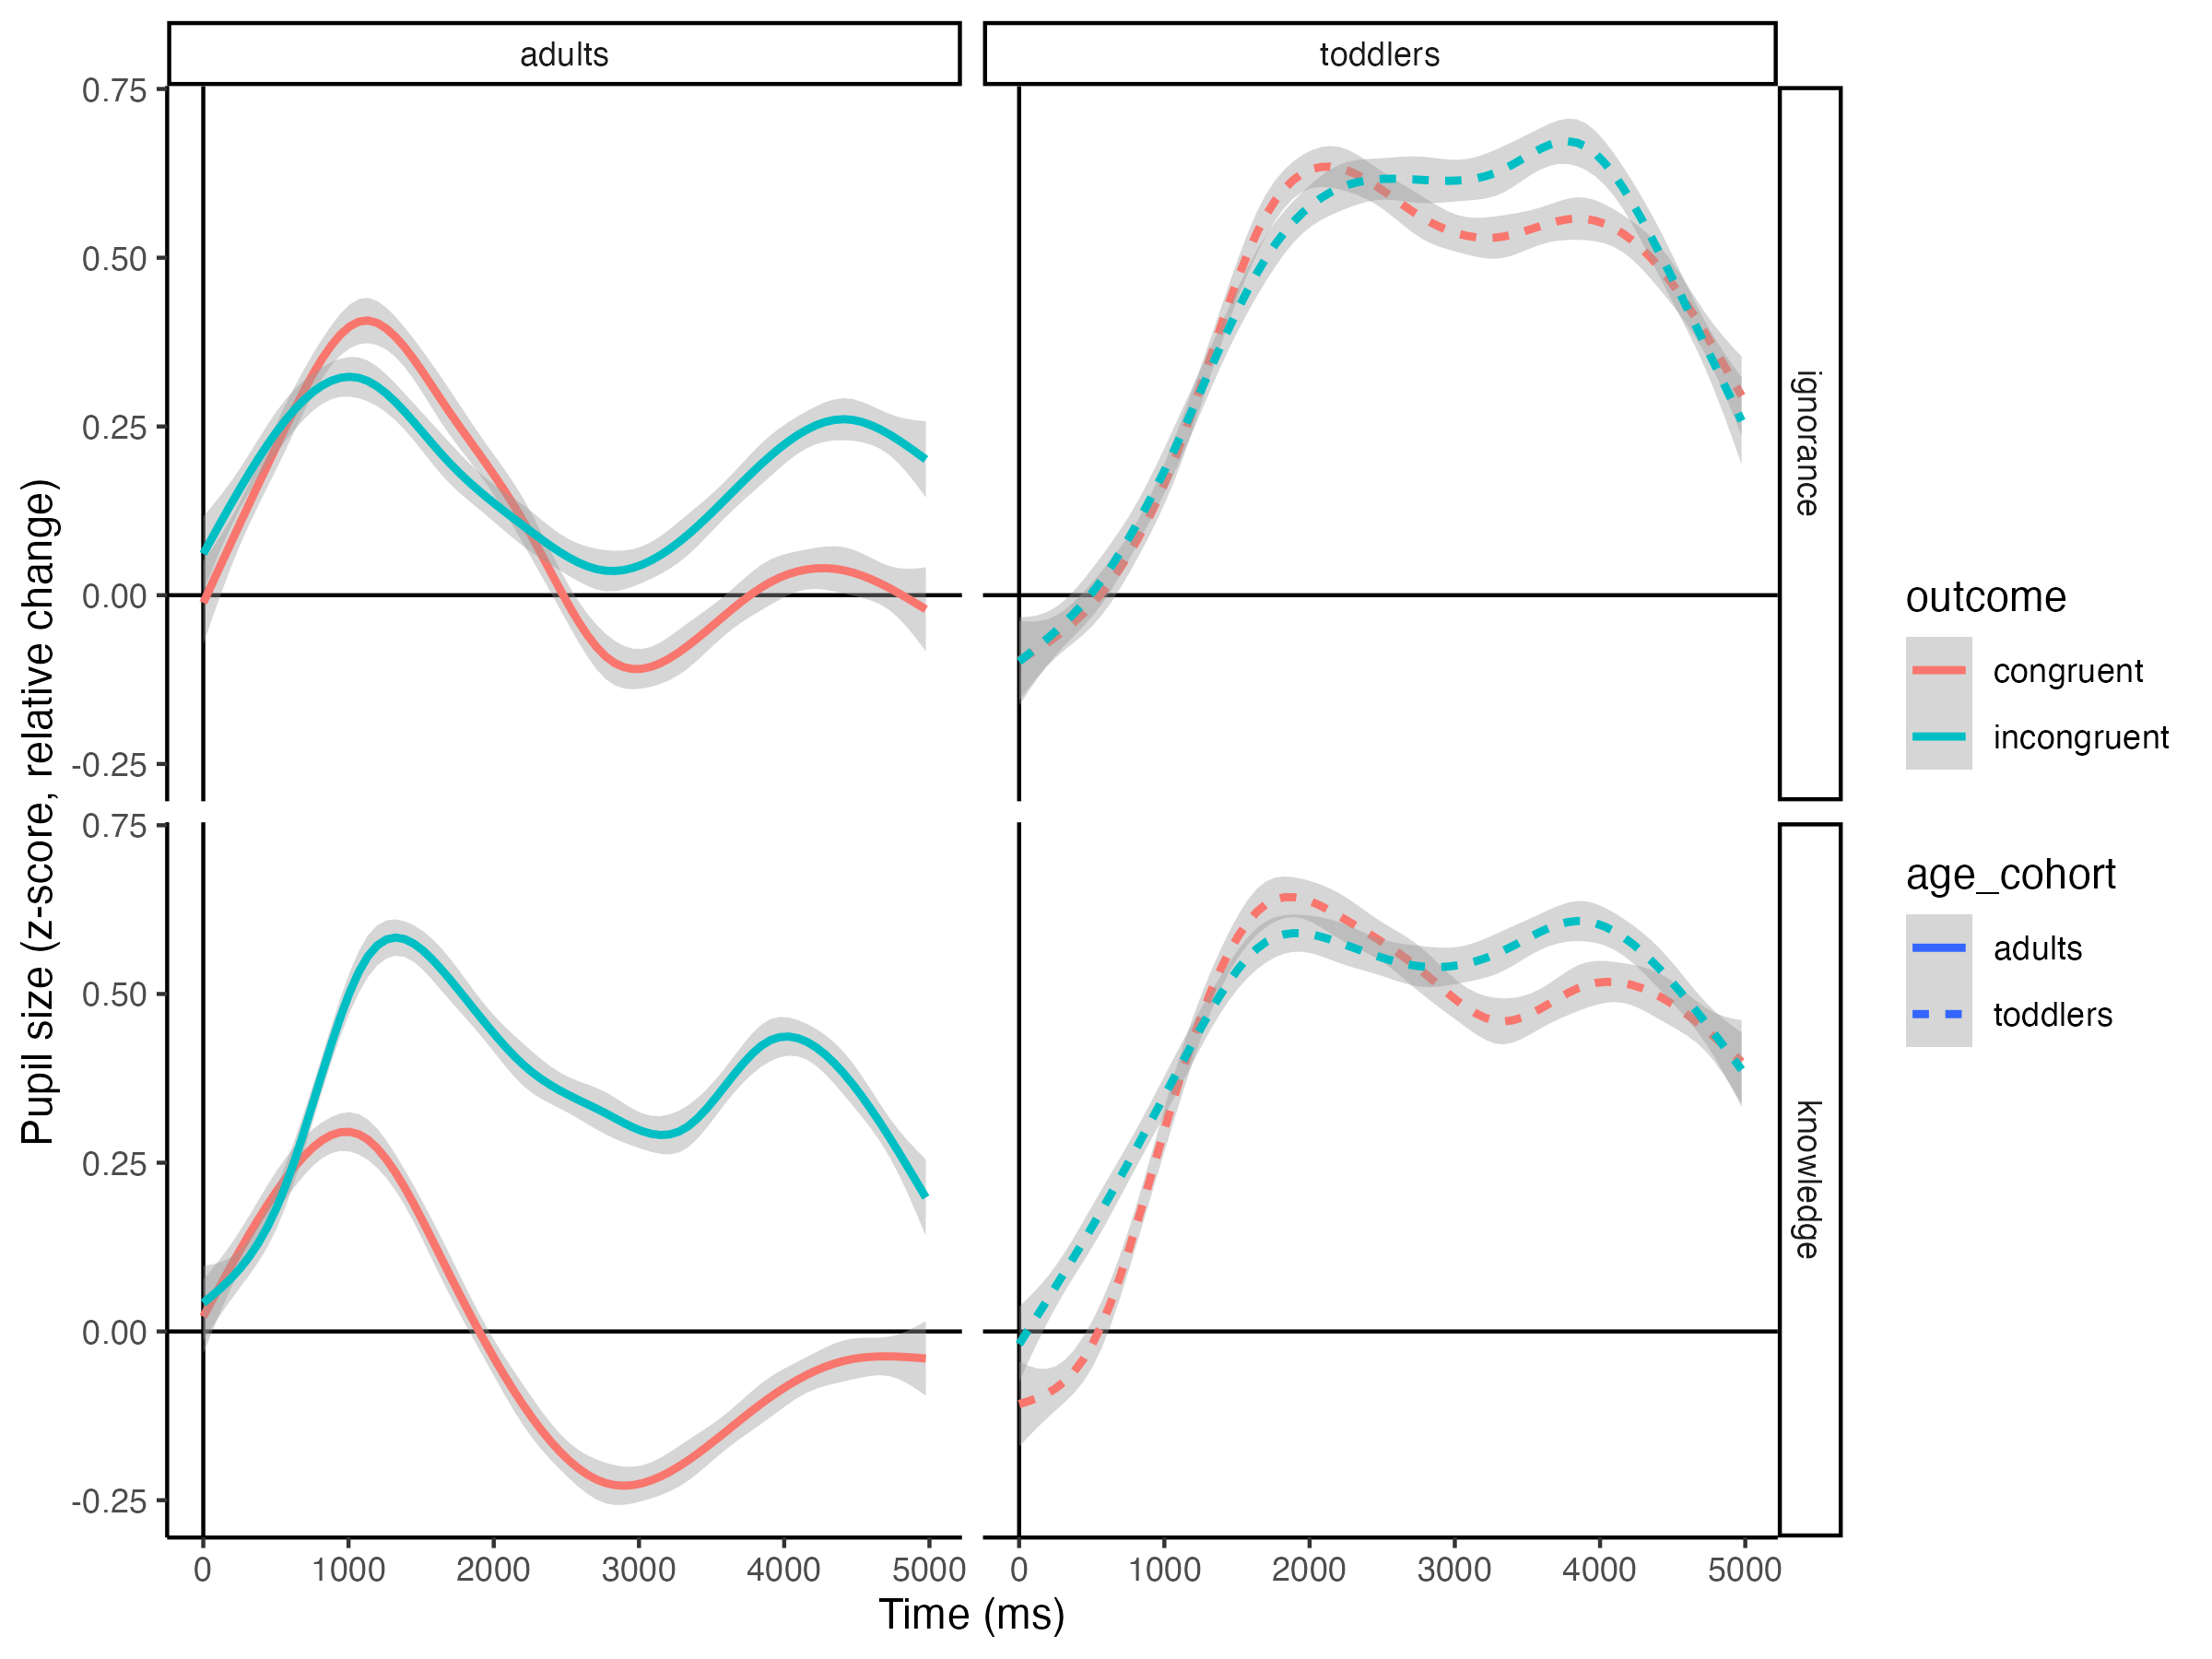 adults
toddlers
0.75
0.50
0.25
0.00
-0.25
ignorance
0.75
0.50
0.25
0.00
-0.25
knowledge
Pupil size (z-score, relative change)
0 1000 2000 3000 4000 5000
0 1000 2000 3000 4000 5000
Time (ms)
outcome
congruent
incongruent
age_cohort
adults
toddlers